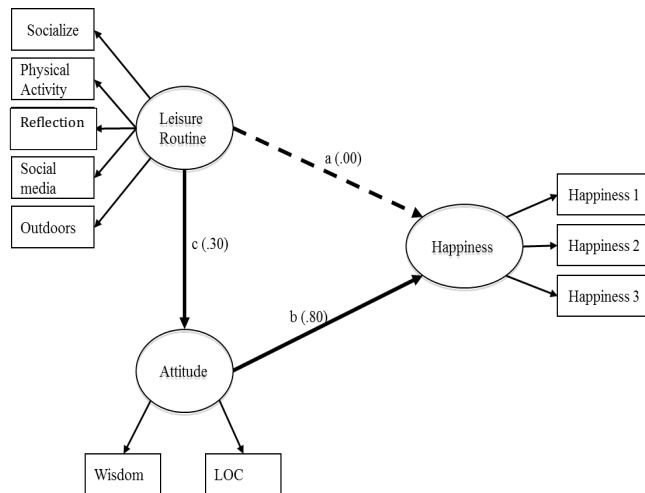 Socialize
Physical
Activity
Reflection
Social
media
Outdoors
Leisure
Routine
a (.00)
Happiness 1
Happiness 2
Happiness 3
Happiness
c (.30)
b (.80)
Attitude
Wisdom
LOC